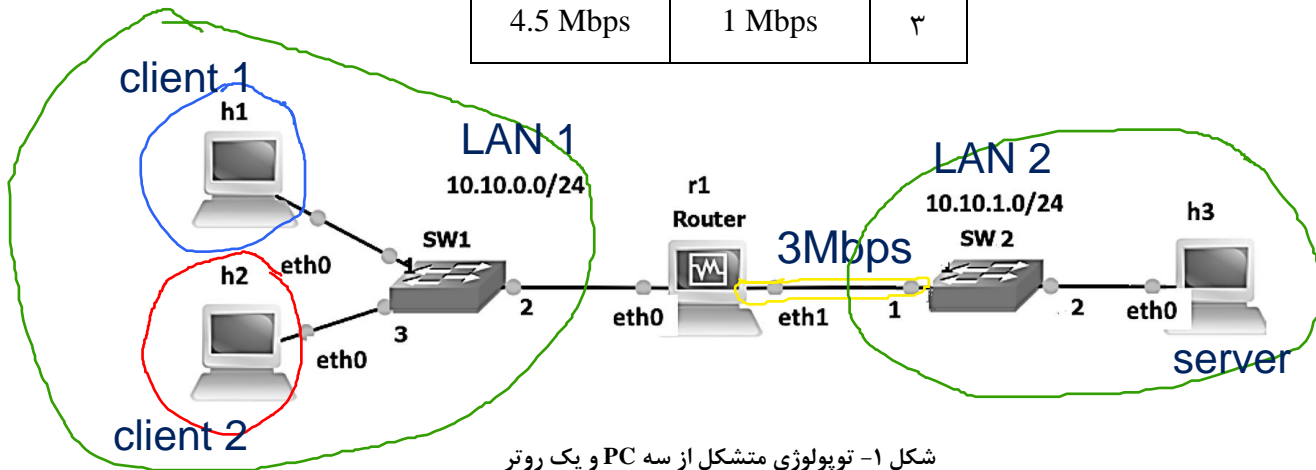 4.5 Mbps 1 Mbps ۳
client 1
h1
LAN 1
10.10.0.0/24
r1
Router
LAN 2
10.10.1.0/24
h3
SW1
3Mbps
SW 2
1
eth0
h2
2
eth0
eth1
1
2
eth0
3
eth0
server
client 2
شکل ۱- توپولوژی متشکل از سه PC و یک روتر